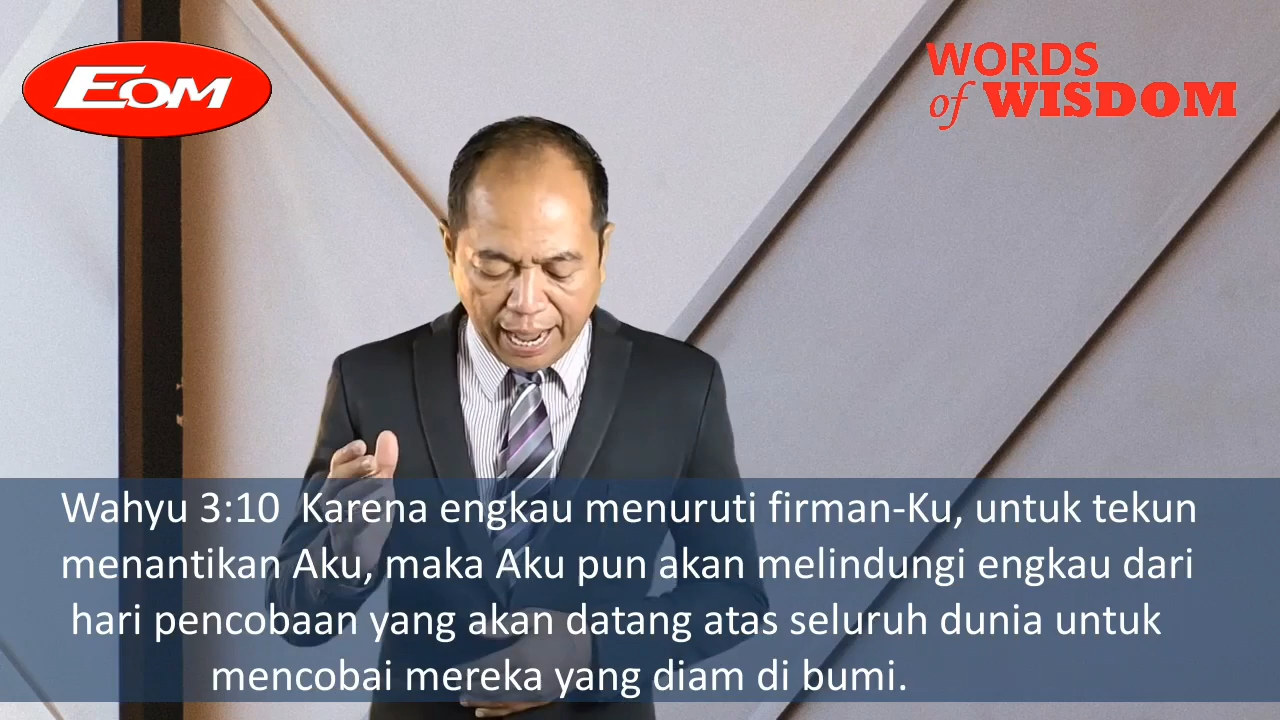 EOM
WORDS
of WISDOM
Wahyu 3:10 Karena engkau menuruti firman-Ku, untuk tekun
menantikan Aku, maka Aku pun akan melindungi engkau dari
hari pencobaan yang akan datang atas seluruh dunia untuk
mencobai mereka yang diam di bumi.